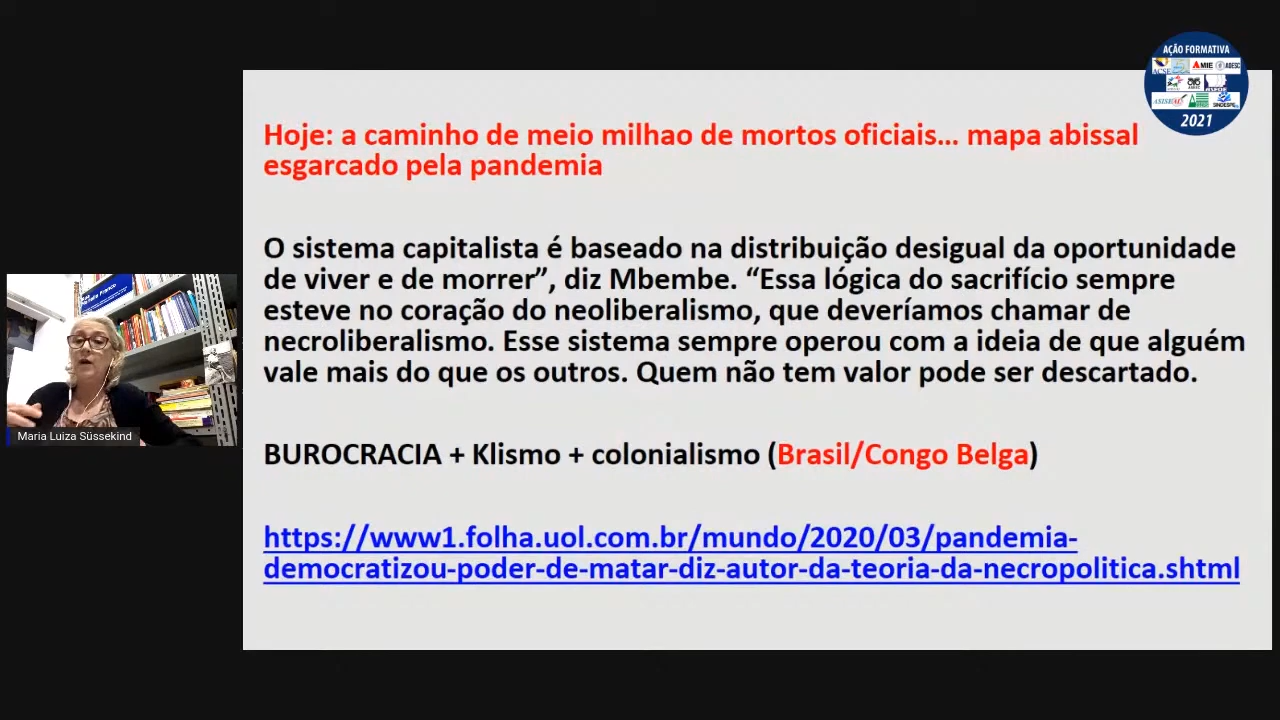 AÇÃO FORMATIVA
AMIE
2021
Hoje: a caminho de meio milhao de mortos oficiais... mapa abissal
esgarcado pela pandemia
O sistema capitalista é baseado na distribuição desigual da oportunidade
de viver e de morrer”, diz Mbembe. “Essa lógica do sacrifício sempre
esteve no coração do neoliberalismo, que deveríamos chamar de
necroliberalismo. Esse sistema sempre operou com a ideia de que alguém
vale mais do que os outros. Quem não tem valor pode ser descartado.
BUROCRACIA + Klismo + colonialismo (Brasil/Congo Belga)
https://www1.folha.uol.com.br/mundo/2020/03/pandemia-
democratizou-poder-de-matar-diz-autor-da-teoria-da-necropolitica.shtml
Rua
Marielle Franco
Maria Luiza Süssekind